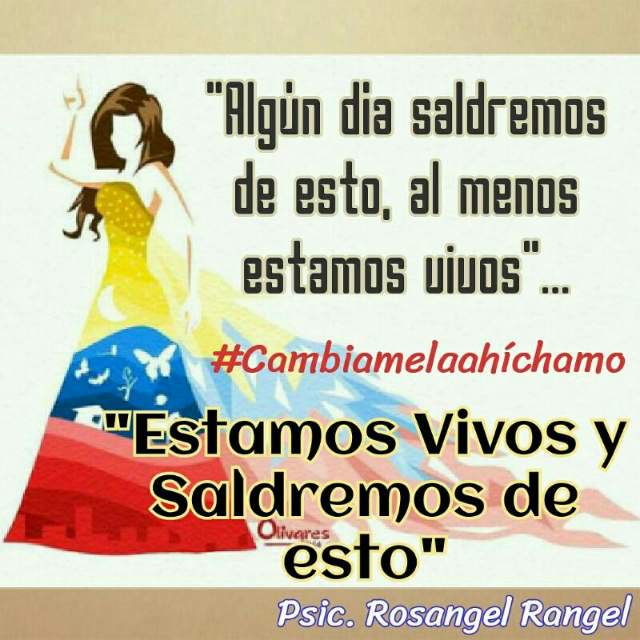 "Algún dia saldremos
de esto, al menos
estamos vivos"...
#Cambiamelaahíchamo
"Estamos Vivos y
Saldremos de
esto"
Olivares
Psic. Rosangel Rangel